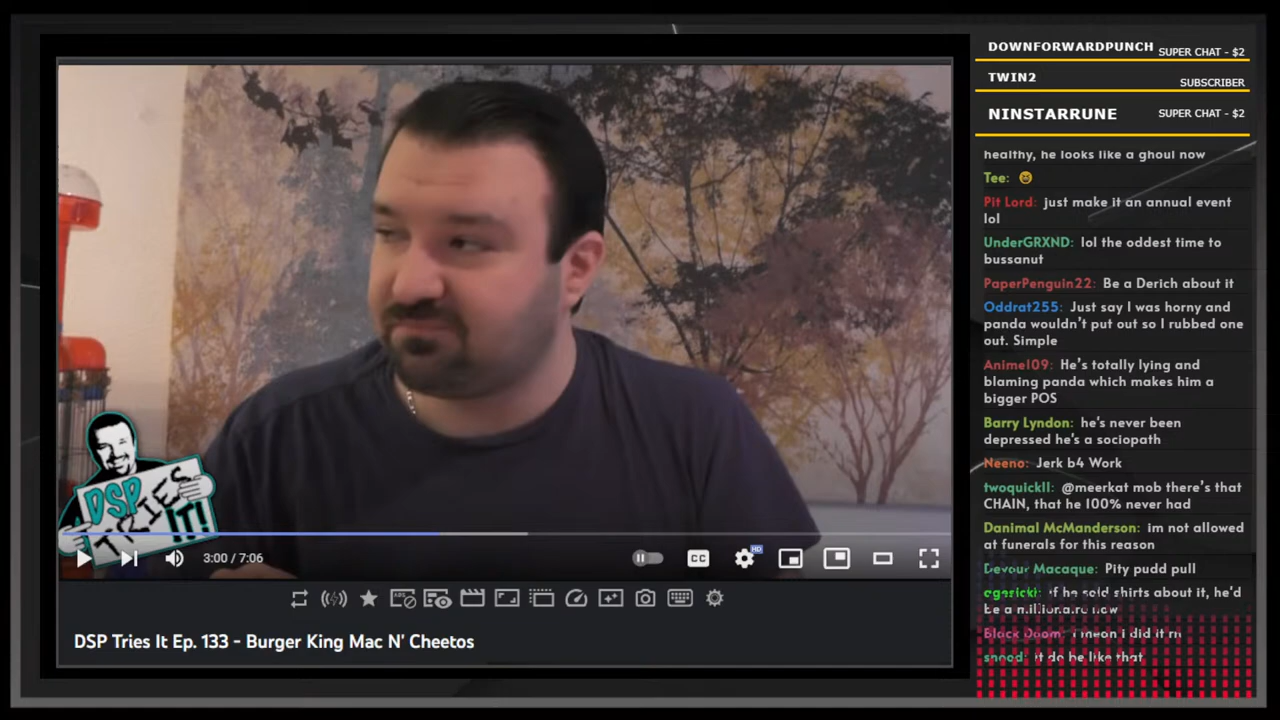 DOWNFORWARDPUNCH SUPER CHAT - $2
TWIN2 SUBSCRIBER
NINSTARRUNE SUPER CHAT - $2
healthy, he looks like a ghoul now
Tee:
Pit Lord: just make it an annual event
lol
UnderGRXND: lol the oddest time to
bussanut
PaperPenguin22: Be a Derich about it
Oddrat255: Just say I was horny and
panda wouldn't put out so I rubbed one
out. Simple
Anime109: He's totally lying and
blaming panda which makes him a
bigger POS
Barry Lyndon: he's never been
depressed he's a sociopath
Neeno: Jerk b4 Work
twoquickll: @meerkat mob there's that
CHAIN, that he 100% never had
Danimal McManderson: im not allowed
at funerals for this reason
Devour Macaque: Pity pudd pull
ogesicki: if he sold shirts about it, he'd
be a millionaire now
Black Doom: I mean i did it rn
snood: it do be like that
DSP
TRIES
IT!
3:00 / 7:06
CC
HD
DSP Tries It Ep. 133 - Burger King Mac N' Cheetos